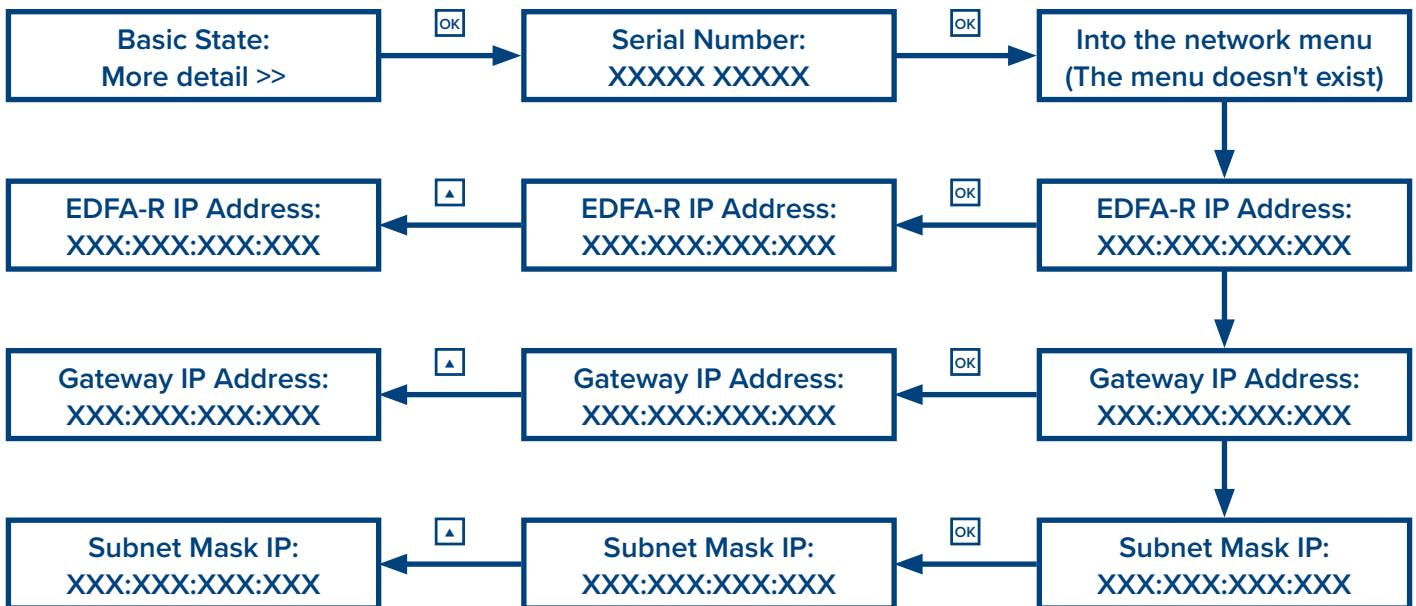 OK
OK
Basic State:
More detail >>
Serial Number:
XXXXX XXXXX
Into the network menu
(The menu doesn't exist)
▲
OK
EDFA-R IP Address:
XXX:XXX:XXX:XXX
EDFA-R IP Address:
XXX:XXX:XXX:XXX
EDFA-R IP Address:
XXX:XXX:XXX:XXX
▲
OK
Gateway IP Address:
XXX:XXX:XXX:XXX
Gateway IP Address:
XXX:XXX:XXX:XXX
Gateway IP Address:
XXX:XXX:XXX:XXX
▲
OK
Subnet Mask IP:
XXX:XXX:XXX:XXX
Subnet Mask IP:
XXX:XXX:XXX:XXX
Subnet Mask IP:
XXX:XXX:XXX:XXX